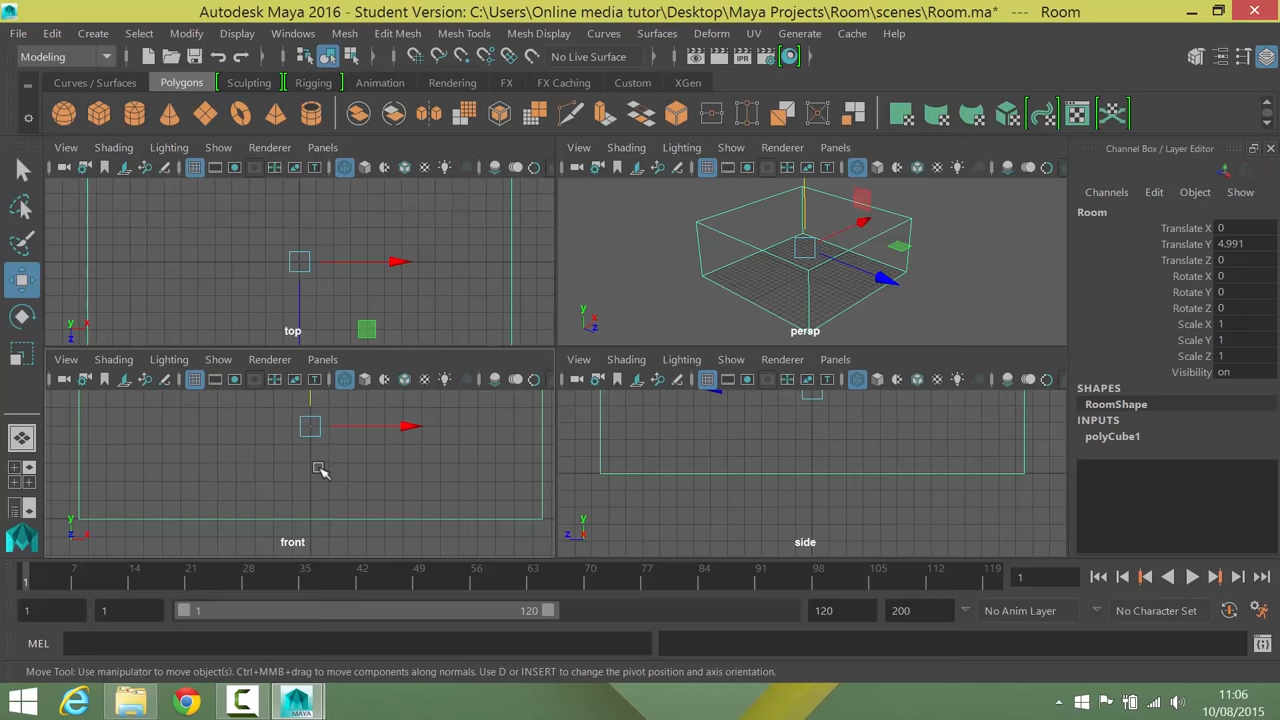 Autodesk Maya 2016 - Student Version: C:\Users\Online media tutor\Desktop\Maya Projects\Room\scenes\Room.ma* --- Room
File Edit Create Select Modify Display Windows Mesh Edit Mesh Mesh Tools Mesh Display Curves Surfaces Deform UV Generate Cache Help
Modeling No Live Surface IPR
Curves / Surfaces Polygons Sculpting Rigging Animation Rendering FX FX Caching Custom XGen
View Shading Lighting Show Renderer Panels
View Shading Lighting Show Renderer Panels
Channel Box / Layer Editor
Channels Edit Object Show
Room
Translate X 0
Translate Y 4.991
Translate Z 0
Rotate X 0
Rotate Y 0
Rotate Z 0
Scale X 1
Scale Y 1
Scale Z 1
Visibility on
SHAPES
RoomShape
INPUTS
polyCube1
y x z top
y x z persp
View Shading Lighting Show Renderer Panels
View Shading Lighting Show Renderer Panels
y z x front
y z x side
1 7 14 21 28 35 42 49 56 63 70 77 84 91 98 105 112 119 1
1 1 1 120 120 200 No Anim Layer No Character Set
MEL
Move Tool: Use manipulator to move object(s). Ctrl+MMB+drag to move components along normals. Use D or INSERT to change the pivot position and axis orientation.
MAYA
11:06
10/08/2015